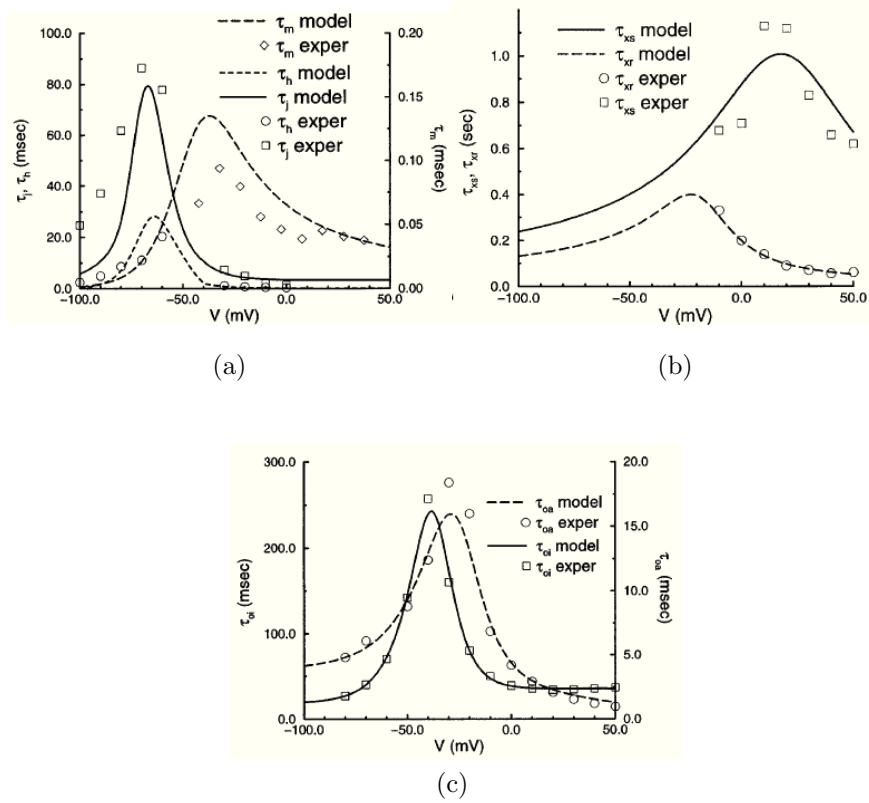 τm model
τm exper
τh model
τj model
τh exper
τj exper
100.0
80.0
60.0
40.0
20.0
0.0
τj, τh (msec)
0.20
0.15
0.10
0.05
0.00
τm (msec)
−100.0 −50.0 0.0
V (mV)
(a)
τxs model
τxr model
τxr exper
τxs exper
1.0
0.8
0.6
0.4
0.2
0.0
τxs, τxr (sec)
−100.0 −50.0 0.0 50.0
V (mV)
(b)
τoa model
τoa exper
τoi model
τoi exper
300.0
200.0
100.0
0.0
τoi (msec)
20.0
15.0
10.0
5.0
0.0
τoa (msec)
−100.0 −50.0 0.0 50.0
V (mV)
(c)